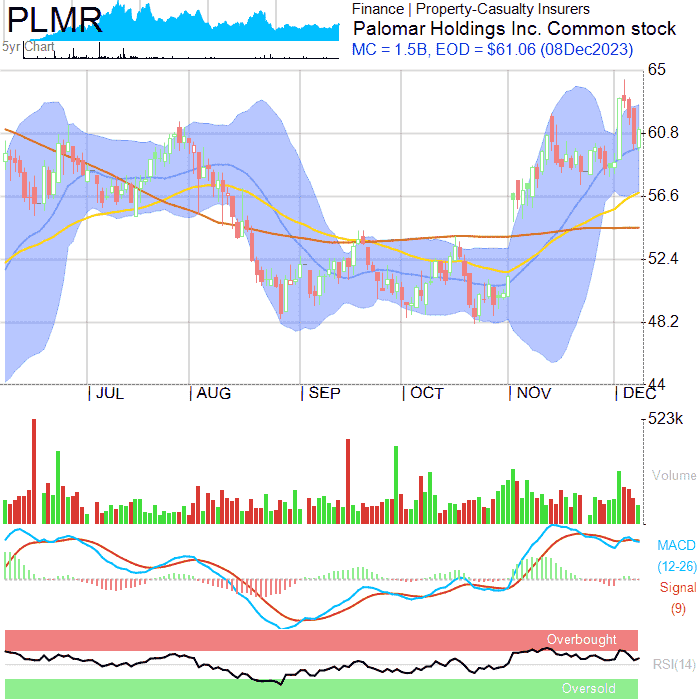 PLMR
5yr Chart
Finance | Property-Casualty Insurers
Palomar Holdings Inc. Common stock
MC = 1.5B, EOD = $61.06 (08Dec2023)
65
60.8
56.6
52.4
48.2
44
| JUL | AUG | SEP | OCT | NOV | DEC
523k
Volume
MACD
(12-26)
Signal
(9)
Overbought
RSI(14)
Oversold